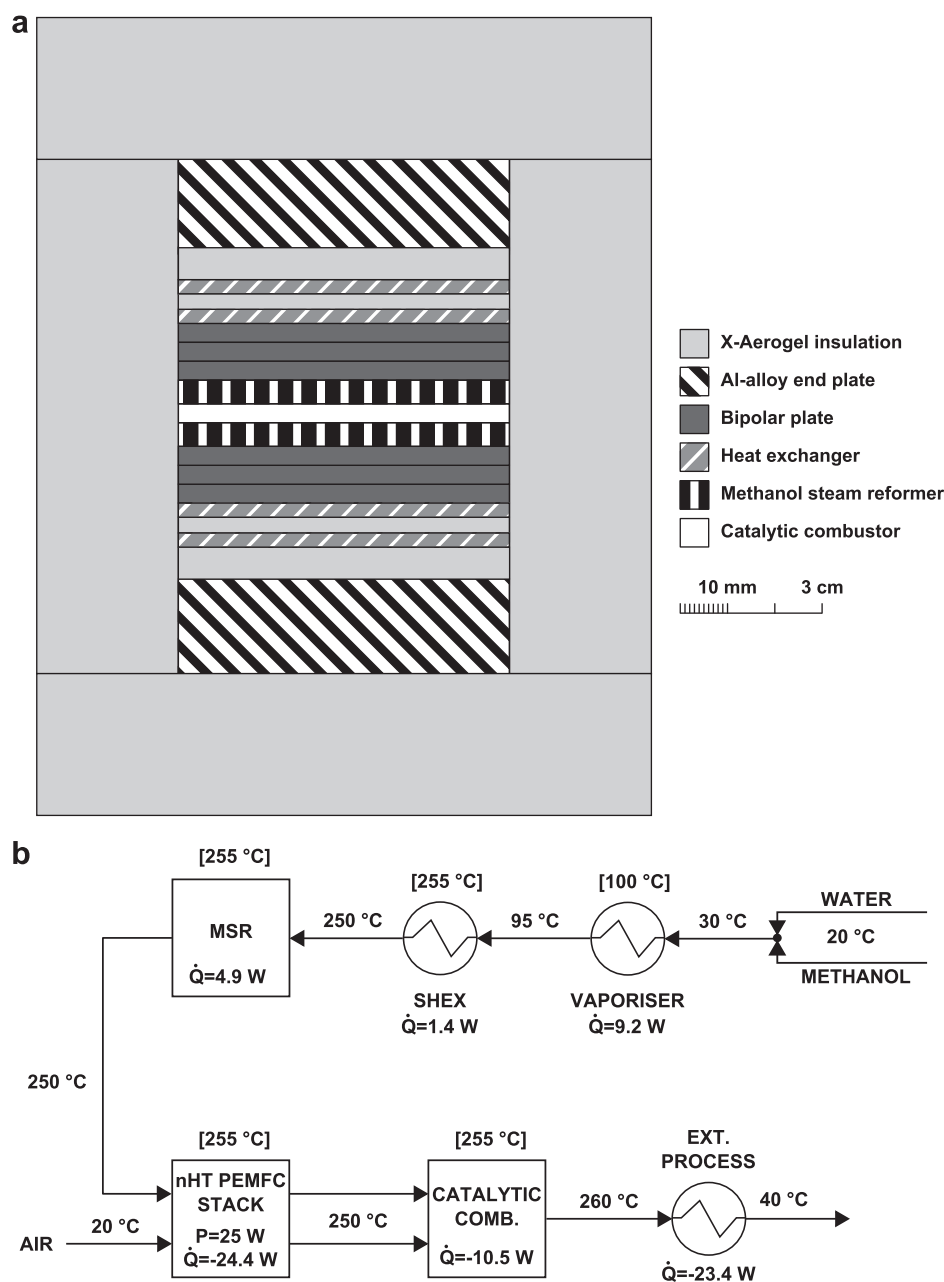 a
X-Aerogel insulation
Al-alloy end plate
Bipolar plate
Heat exchanger
Methanol steam reformer
Catalytic combustor
10 mm 3 cm
b
[255 °C]
MSR
Q̇=4.9 W
250 °C
[255 °C]
SHEX
Q̇=1.4 W
95 °C
[100 °C]
VAPORISER
Q̇=9.2 W
30 °C
WATER
20 °C
METHANOL
250 °C
[255 °C]
nHT PEMFC
STACK
P=25 W
Q̇=-24.4 W
AIR
20 °C
250 °C
[255 °C]
CATALYTIC
COMB.
Q̇=-10.5 W
260 °C
EXT.
PROCESS
40 °C
Q̇=-23.4 W